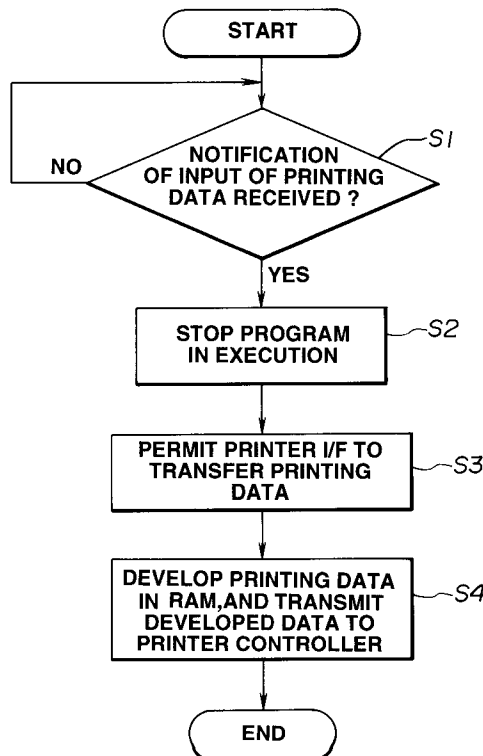 START
NOTIFICATION
OF INPUT OF PRINTING
DATA RECEIVED ?
S1
NO
YES
STOP PROGRAM
IN EXECUTION
S2
PERMIT PRINTER I/F TO
TRANSFER PRINTING
DATA
S3
DEVELOP PRINTING DATA
IN RAM,AND TRANSMIT
DEVELOPED DATA TO
PRINTER CONTROLLER
S4
END